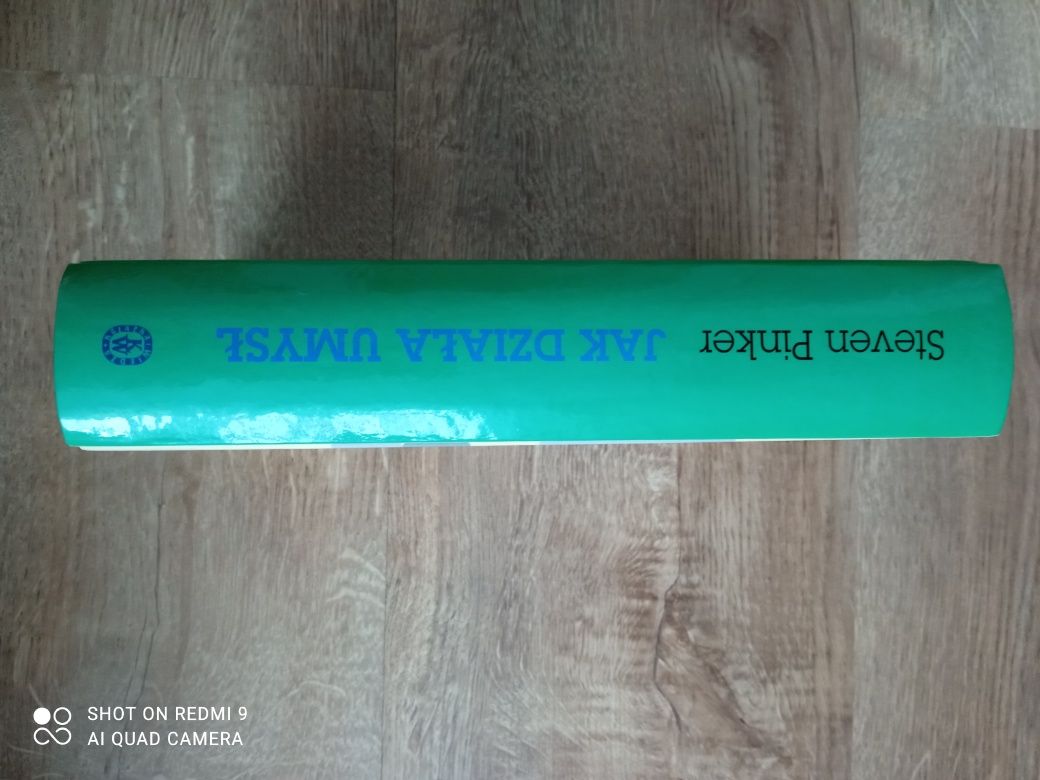 Steven Pinker JAK DZIAŁA UMYSŁ
SHOT ON REDMI 9
AI QUAD CAMERA